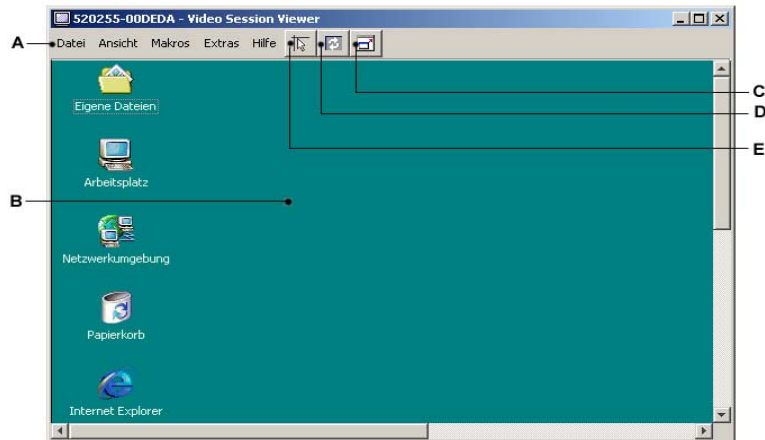 520255-00DEDA - Video Session Viewer
A
Datei Ansicht Makros Extras Hilfe
C
D
E
Eigene Dateien
Arbeitsplatz
B
Netzwerkumgebung
Papierkorb
Internet Explorer